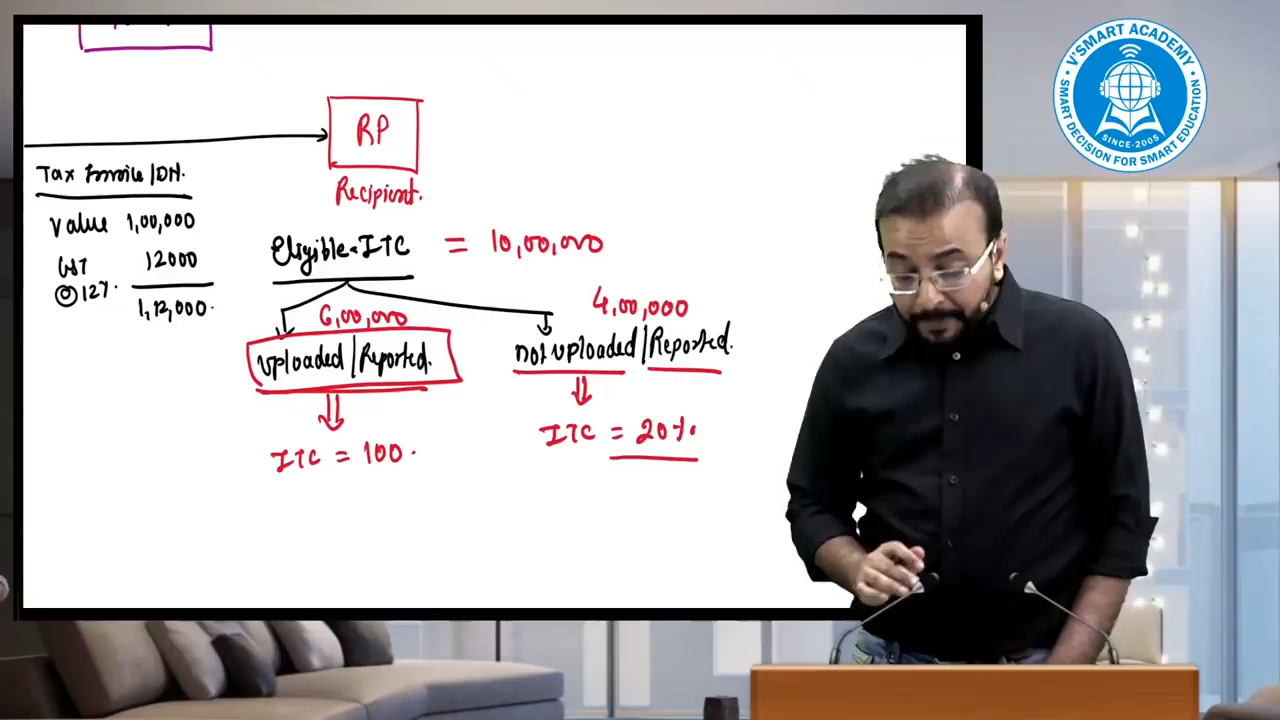 RP
Recipient.
Tax Invoice/DN.
Value 1,00,000
GST 12000
@ 12%.
1,12,000.
Eligible ITC = 10,00,000
6,00,000
Uploaded/Reported.
ITC = 100.
4,00,000
not uploaded/Reported.
ITC = 20%
V'SMART ACADEMY
SMART DECISION FOR SMART EDUCATION
SINCE-2005